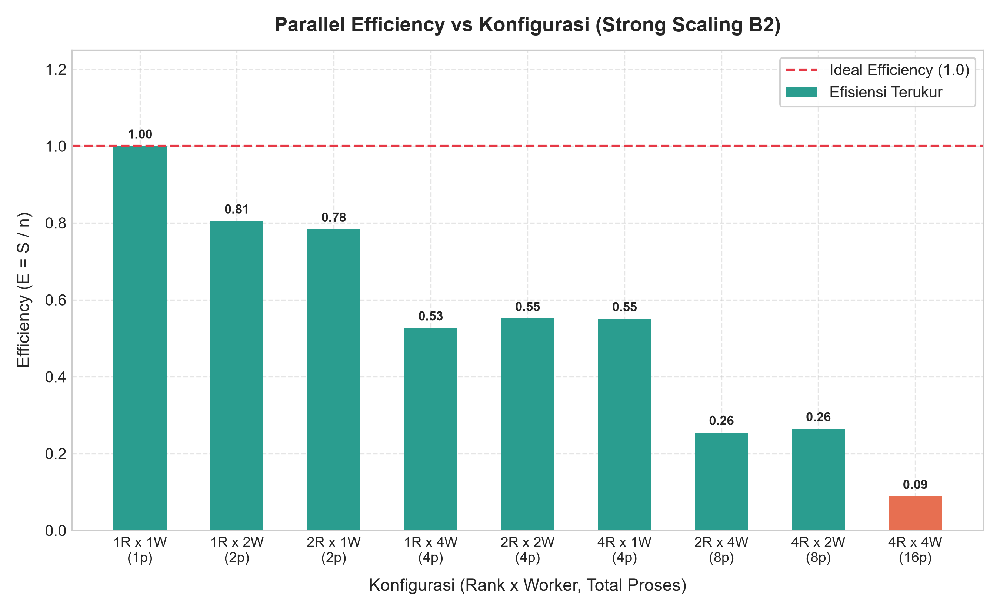 Parallel Efficiency vs Konfigurasi (Strong Scaling B2)
Efficiency (E = S / n)
1.2
1.0
0.8
0.6
0.4
0.2
0.0
Ideal Efficiency (1.0)
Efisiensi Terukur
1.00
0.81
0.78
0.53
0.55
0.55
0.26
0.26
0.09
1R x 1W
(1p)
1R x 2W
(2p)
2R x 1W
(2p)
1R x 4W
(4p)
2R x 2W
(4p)
4R x 1W
(4p)
2R x 4W
(8p)
4R x 2W
(8p)
4R x 4W
(16p)
Konfigurasi (Rank x Worker, Total Proses)